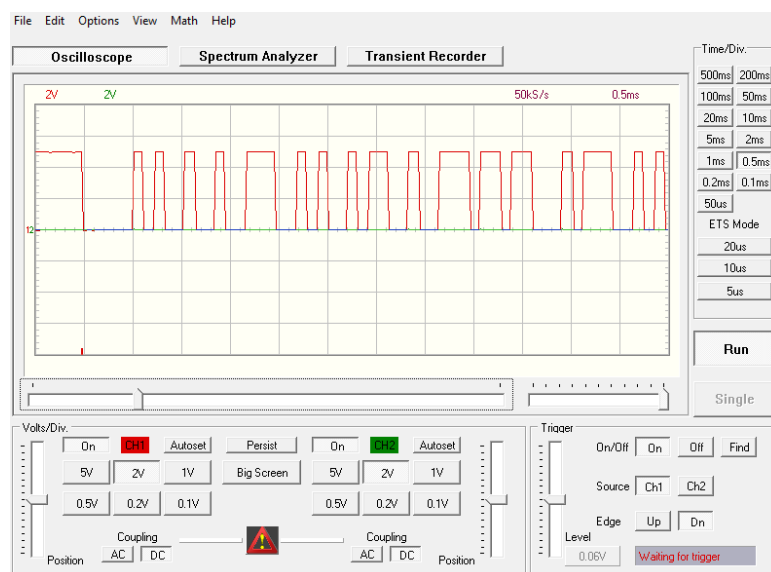 File Edit Options View Math Help
Oscilloscope Spectrum Analyzer Transient Recorder
2V 2V 50kS/s 0.5ms
12
Time/Div.
500ms 200ms
100ms 50ms
20ms 10ms
5ms 2ms
1ms 0.5ms
0.2ms 0.1ms
50us
ETS Mode
20us
10us
5us
Run
Single
Volts/Div.
On CH1 Autoset Persist On CH2 Autoset
5V 2V 1V Big Screen 5V 2V 1V
0.5V 0.2V 0.1V 0.5V 0.2V 0.1V
Coupling Coupling
Position AC DC AC DC Position
Trigger
On/Off On Off Find
Source Ch1 Ch2
Edge Up Dn
Level
0.06V Waiting for trigger